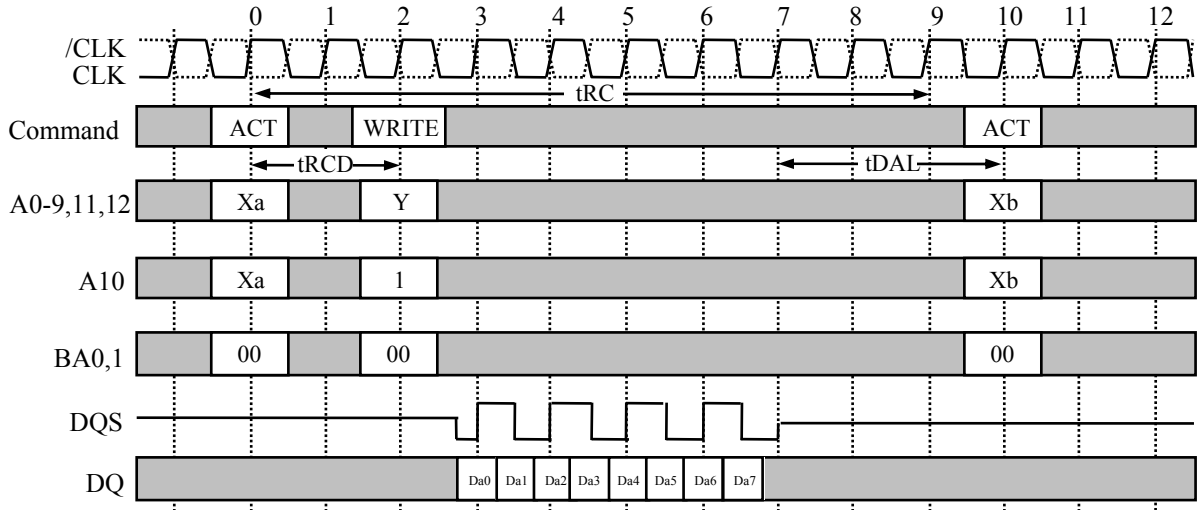 0 1 2 3 4 5 6 7 8 9 10 11 12
/CLK
CLK
tRC
Command ACT WRITE ACT
tRCD tDAL
A0-9,11,12 Xa Y Xb
A10 Xa 1 Xb
BA0,1 00 00 00
DQS
DQ Da0 Da1 Da2 Da3 Da4 Da5 Da6 Da7